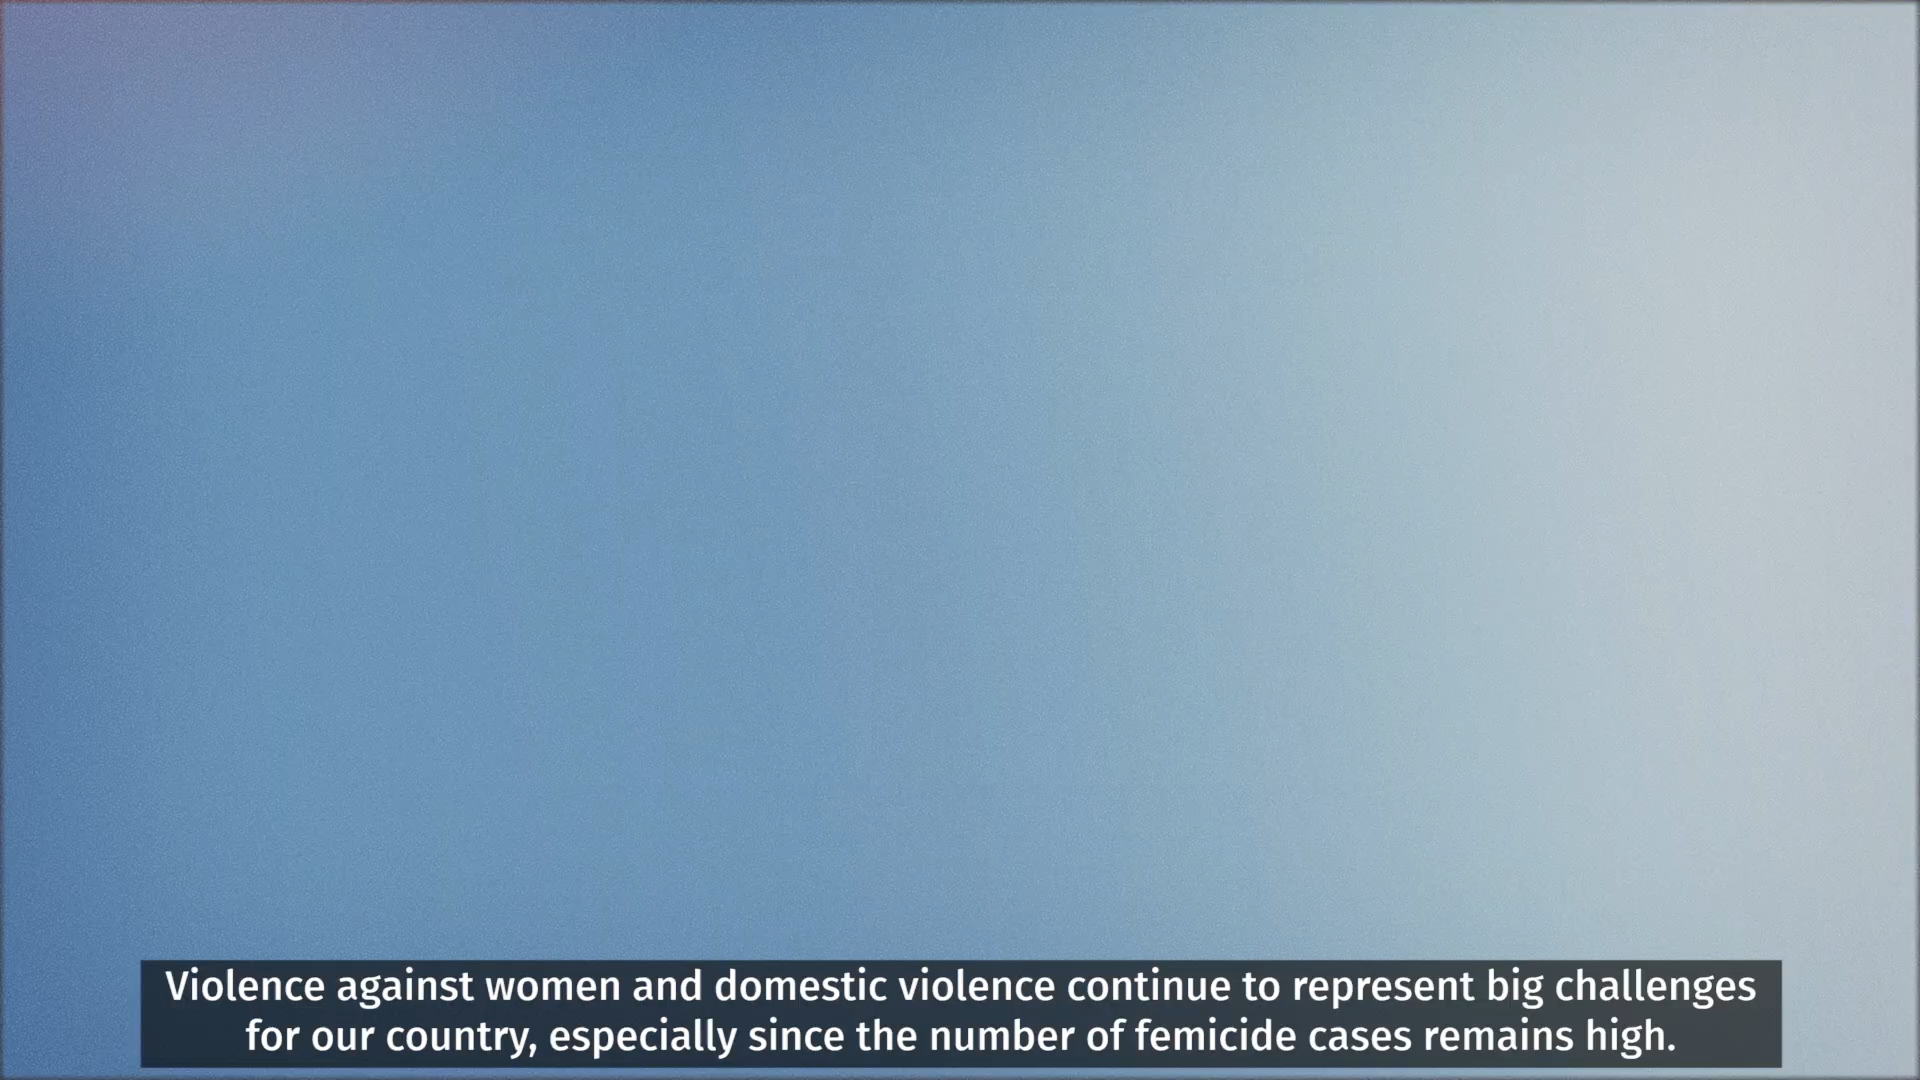 Violence against women and domestic violence continue to represent big challenges
for our country, especially since the number of femicide cases remains high.